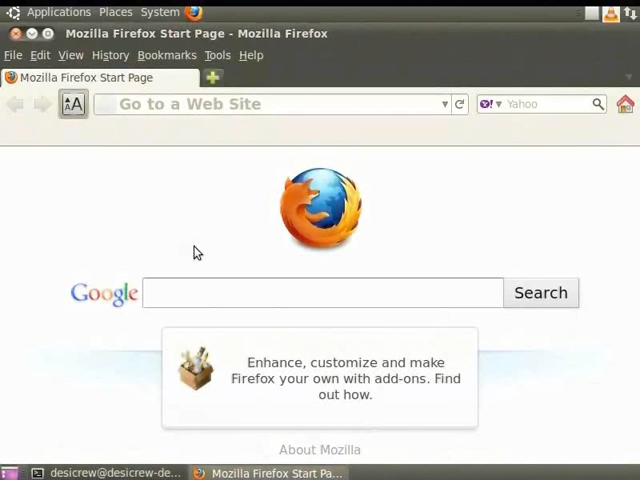 Applications Places System
Mozilla Firefox Start Page - Mozilla Firefox
File Edit View History Bookmarks Tools Help
Mozilla Firefox Start Page
A A Go to a Web Site Y! Yahoo
Google Search
Enhance, customize and make
Firefox your own with add-ons. Find
out how.
About Mozilla
desicrew@desicrew-de... Mozilla Firefox Start Pa...